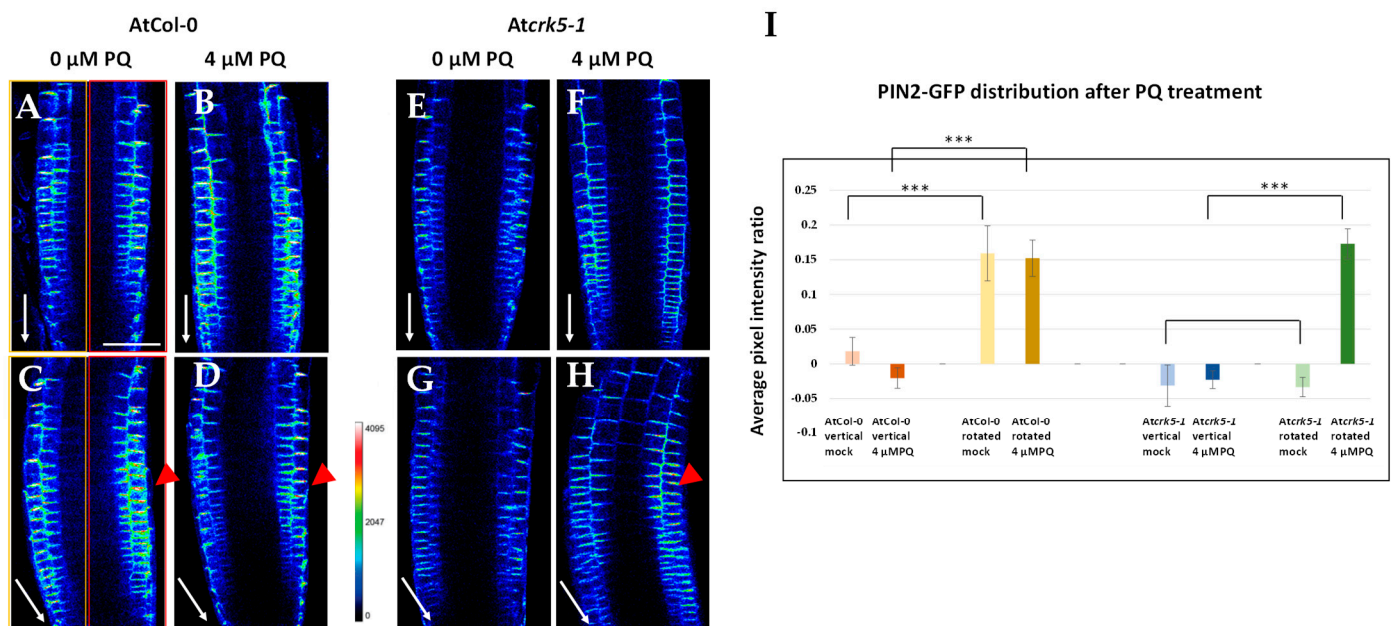 AtCol-0
0 µM PQ
4 µM PQ
Atcrk5-1
0 µM PQ
4 µM PQ
A
B
E
F
C
D
G
H
4095
2047
0
I
PIN2-GFP distribution after PQ treatment
Average pixel intensity ratio
0.25
0.2
0.15
0.1
0.05
0
-0.05
-0.1
***
***
***
AtCol-0
vertical
mock
AtCol-0
vertical
4 µMPQ
AtCol-0
rotated
mock
AtCol-0
rotated
4 µMPQ
Atcrk5-1
vertical
mock
Atcrk5-1
vertical
4 µMPQ
Atcrk5-1
rotated
mock
Atcrk5-1
rotated
4 µMPQ